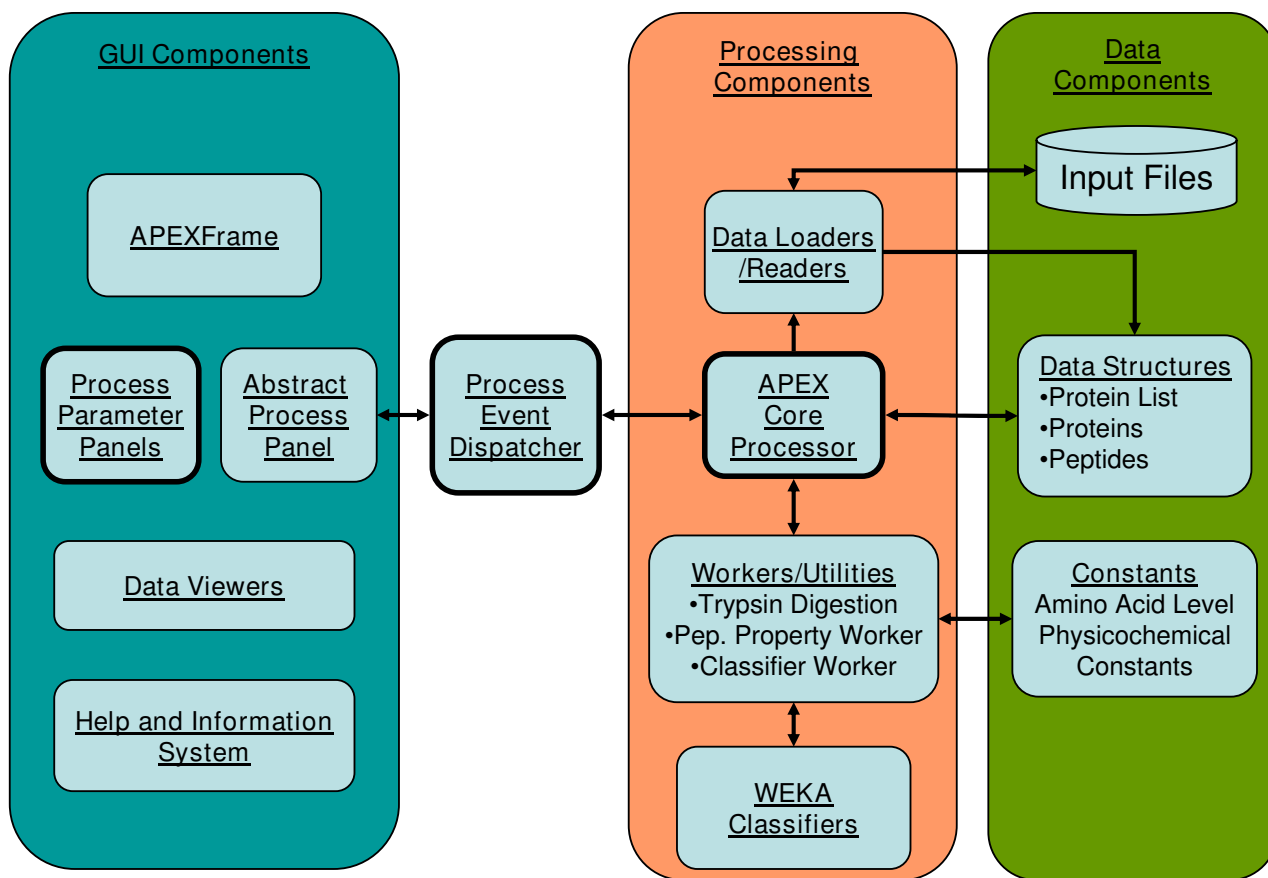 GUI Components
APEXFrame
Process
Parameter
Panels
Abstract
Process
Panel
Data Viewers
Help and Information
System
Process
Event
Dispatcher
Processing
Components
Data Loaders
/Readers
APEX
Core
Processor
Workers/Utilities
•Trypsin Digestion
•Pep. Property Worker
•Classifier Worker
WEKA
Classifiers
Data
Components
Input Files
Data Structures
•Protein List
•Proteins
•Peptides
Constants
Amino Acid Level
Physicochemical
Constants